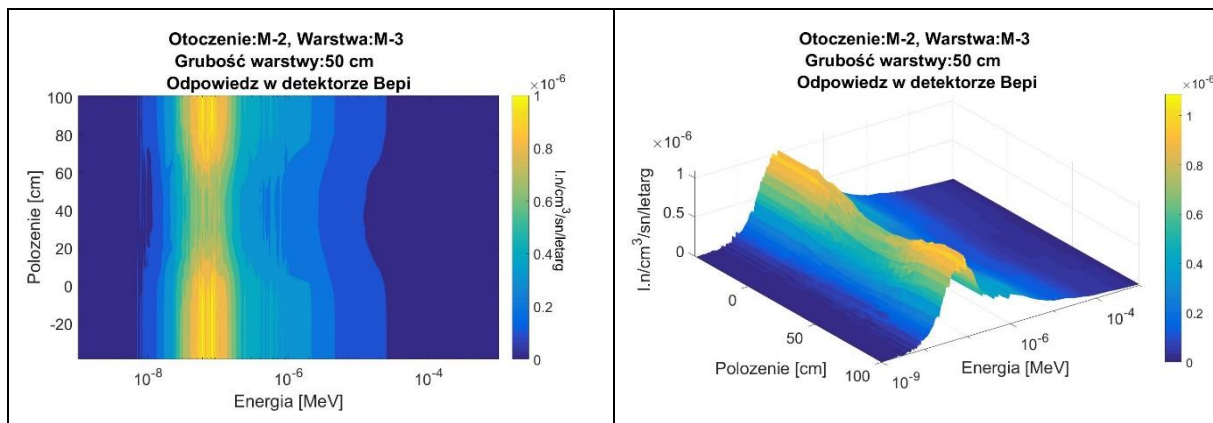 Otoczenie:M-2, Warstwa:M-3
Grubość warstwy:50 cm
Odpowiedz w detektorze Bepi
×10⁻⁶
100
80
60
40
20
0
-20
Polozenie [cm]
10⁻⁸
10⁻⁶
10⁻⁴
Energia [MeV]
1
0.8
0.6
0.4
0.2
0
l.n/cm³/sn/letarg
Otoczenie:M-2, Warstwa:M-3
Grubość warstwy:50 cm
Odpowiedz w detektorze Bepi
×10⁻⁶
1
0.5
0
l.n/cm³/sn/letarg
0
50
100
Polozenie [cm]
10⁻⁹
10⁻⁶
10⁻⁴
Energia [MeV]
×10⁻⁶
1
0.8
0.6
0.4
0.2
0